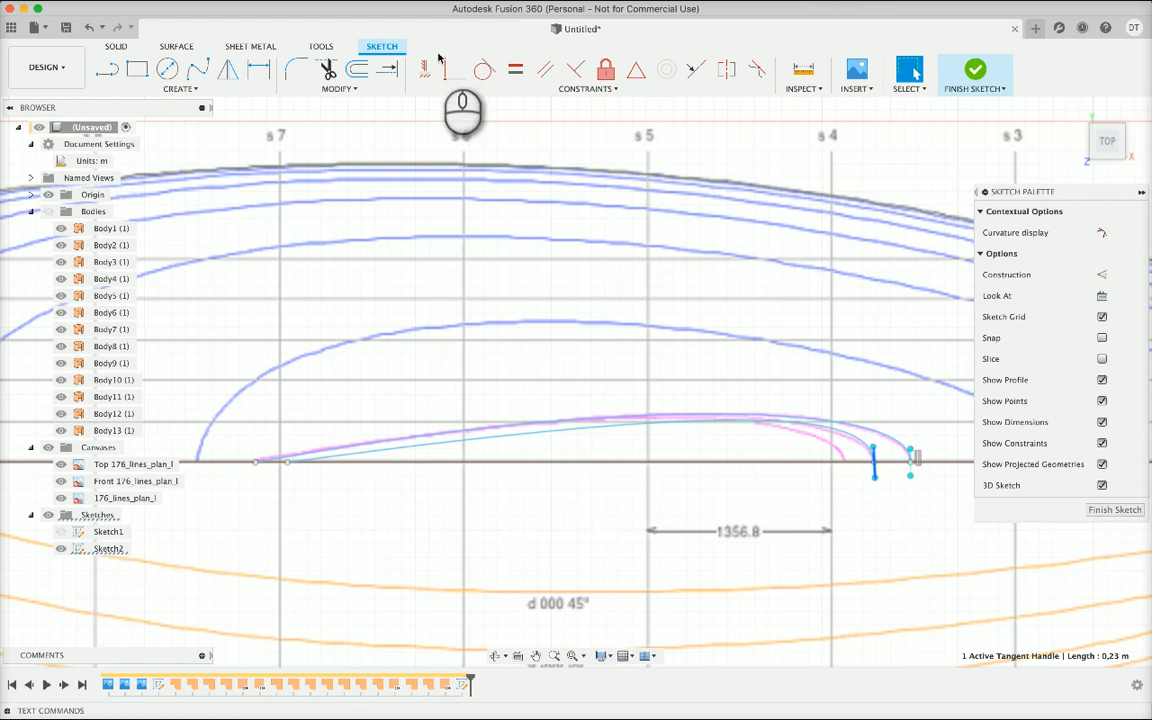 Autodesk Fusion 360 (Personal - Not for Commercial Use)
Untitled*
DT
DESIGN
SOLID SURFACE SHEET METAL TOOLS SKETCH
CREATE MODIFY CONSTRAINTS INSPECT INSERT SELECT FINISH SKETCH
BROWSER
(Unsaved)
Document Settings
Units: m
Named Views
Origin
Bodies
Body1 (1)
Body2 (1)
Body3 (1)
Body4 (1)
Body5 (1)
Body6 (1)
Body7 (1)
Body8 (1)
Body9 (1)
Body10 (1)
Body11 (1)
Body12 (1)
Body13 (1)
Canvases
Top 176_lines_plan_l
Front 176_lines_plan_l
176_lines_plan_l
Sketches
Sketch1
Sketch2
s 7
s 5
s 4
s 3
1356.8
d 000 45°
TOP
Y
X
Z
SKETCH PALETTE
Contextual Options
Curvature display
Options
Construction
Look At
Sketch Grid
Snap
Slice
Show Profile
Show Points
Show Dimensions
Show Constraints
Show Projected Geometries
3D Sketch
Finish Sketch
COMMENTS
1 Active Tangent Handle | Length : 0,23 m
TEXT COMMANDS